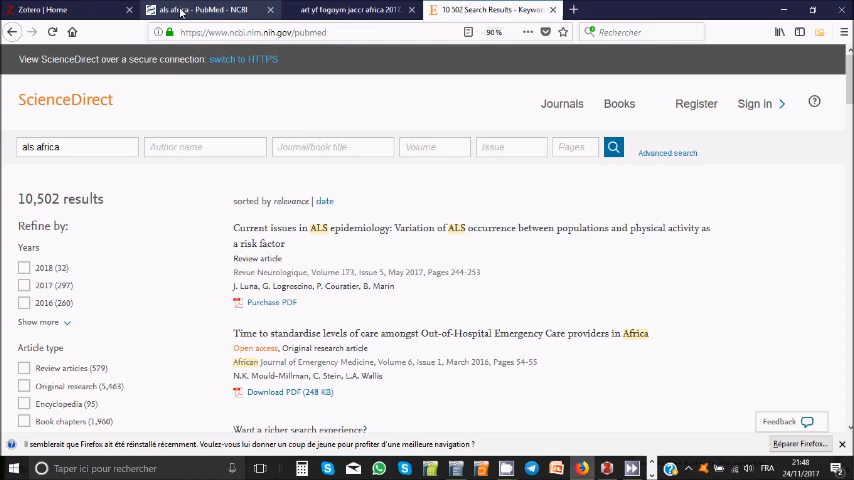 Zotero | Home
als africa - PubMed - NCBI
art yf fogoym jaccr africa 2017.
10 502 Search Results - Keywor
https://www.ncbi.nlm.nih.gov/pubmed
90 %
Rechercher
View ScienceDirect over a secure connection: switch to HTTPS
ScienceDirect
Journals Books Register Sign in
als africa Author name Journal/book title Volume Issue Pages
Advanced search
10,502 results
sorted by relevance | date
Refine by:
Years
2018 (32)
2017 (297)
2016 (260)
Show more
Article type
Review articles (579)
Original research (5,463)
Encyclopedia (95)
Book chapters (1,960)
Current issues in ALS epidemiology: Variation of ALS occurrence between populations and physical activity as
a risk factor
Review article
Revue Neurologique, Volume 173, Issue 5, May 2017, Pages 244-253
J. Luna, G. Logroscino, P. Couratier, B. Marin
Purchase PDF
Time to standardise levels of care amongst Out-of-Hospital Emergency Care providers in Africa
Open access, Original research article
African Journal of Emergency Medicine, Volume 6, Issue 1, March 2016, Pages 54-55
N.K. Mould-Millman, C. Stein, L.A. Wallis
Download PDF (248 KB)
Want a richer search experience?
Feedback
Il semblerait que Firefox ait été réinstallé récemment. Voulez-vous lui donner un coup de jeune pour profiter d'une meilleure navigation ?
Réparer Firefox...
Taper ici pour rechercher
FRA
21:48
24/11/2017